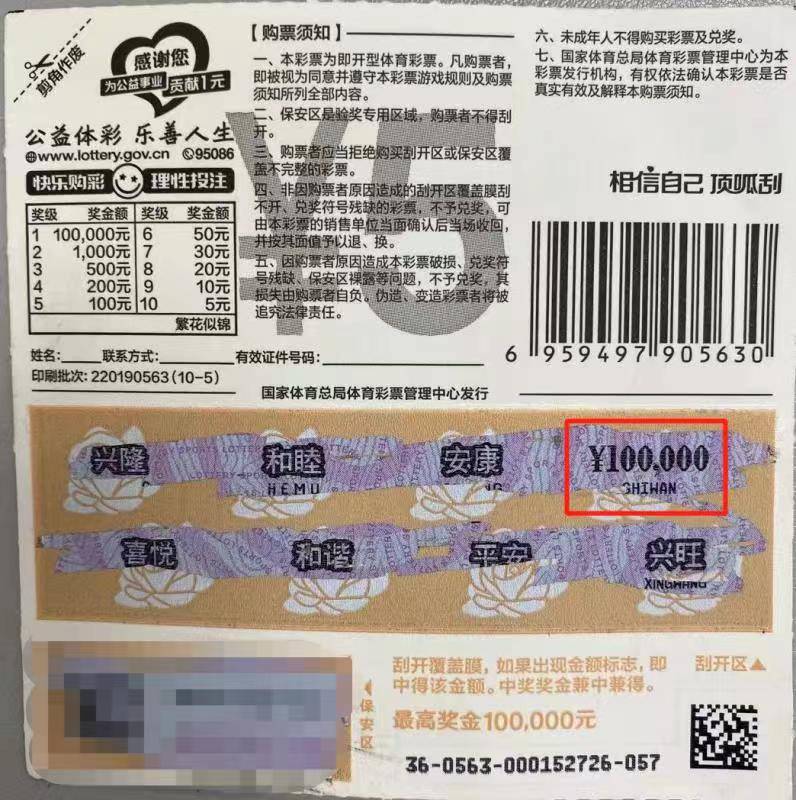 剪角作废
感谢您
为公益事业 贡献1元
公益体彩 乐善人生
www.lottery.gov.cn 95086
快乐购彩 理性投注
奖级 奖金额 奖级 奖金额
1 100,000元 6 50元
2 1,000元 7 30元
3 500元 8 20元
4 200元 9 10元
5 100元 10 5元
繁花似锦
姓名: 联系方式: 有效证件号码:
印刷批次: 220190563 (10-5)
¥5
【购票须知】
一、本彩票为即开型体育彩票。凡购票者，
即被视为同意并遵守本彩票游戏规则及购票
须知所列全部内容。
二、保安区是验奖专用区域，购票者不得刮
开。
三、购票者应当拒绝购买刮开区或保安区覆
盖不完整的彩票。
四、非因购票者原因造成的刮开区覆盖膜刮
不开、兑奖符号残缺的彩票，不予兑奖，可
由本彩票的销售单位当面确认后当场收回，
并按其面值予以退、换。
五、因购票者原因造成本彩票破损、兑奖符
号残缺、保安区裸露等问题，不予兑奖，其
损失由购票者自负。伪造、变造彩票者将被
追究法律责任。
六、未成年人不得购买彩票及兑奖。
七、国家体育总局体育彩票管理中心为本
彩票发行机构，有权依法确认本彩票是否
真实有效及解释本购票须知。
相信自己 顶呱刮
6 959497 905630
国家体育总局体育彩票管理中心发行
兴隆 和睦 安康 ¥100,000
HEMU SHIWAN
喜悦 和谐 平安 兴旺
XINGWANG
保安区
刮开覆盖膜，如果出现金额标志，即
中得该金额。中奖奖金兼中兼得。
刮开区
最高奖金100,000元
36-0563-000152726-057